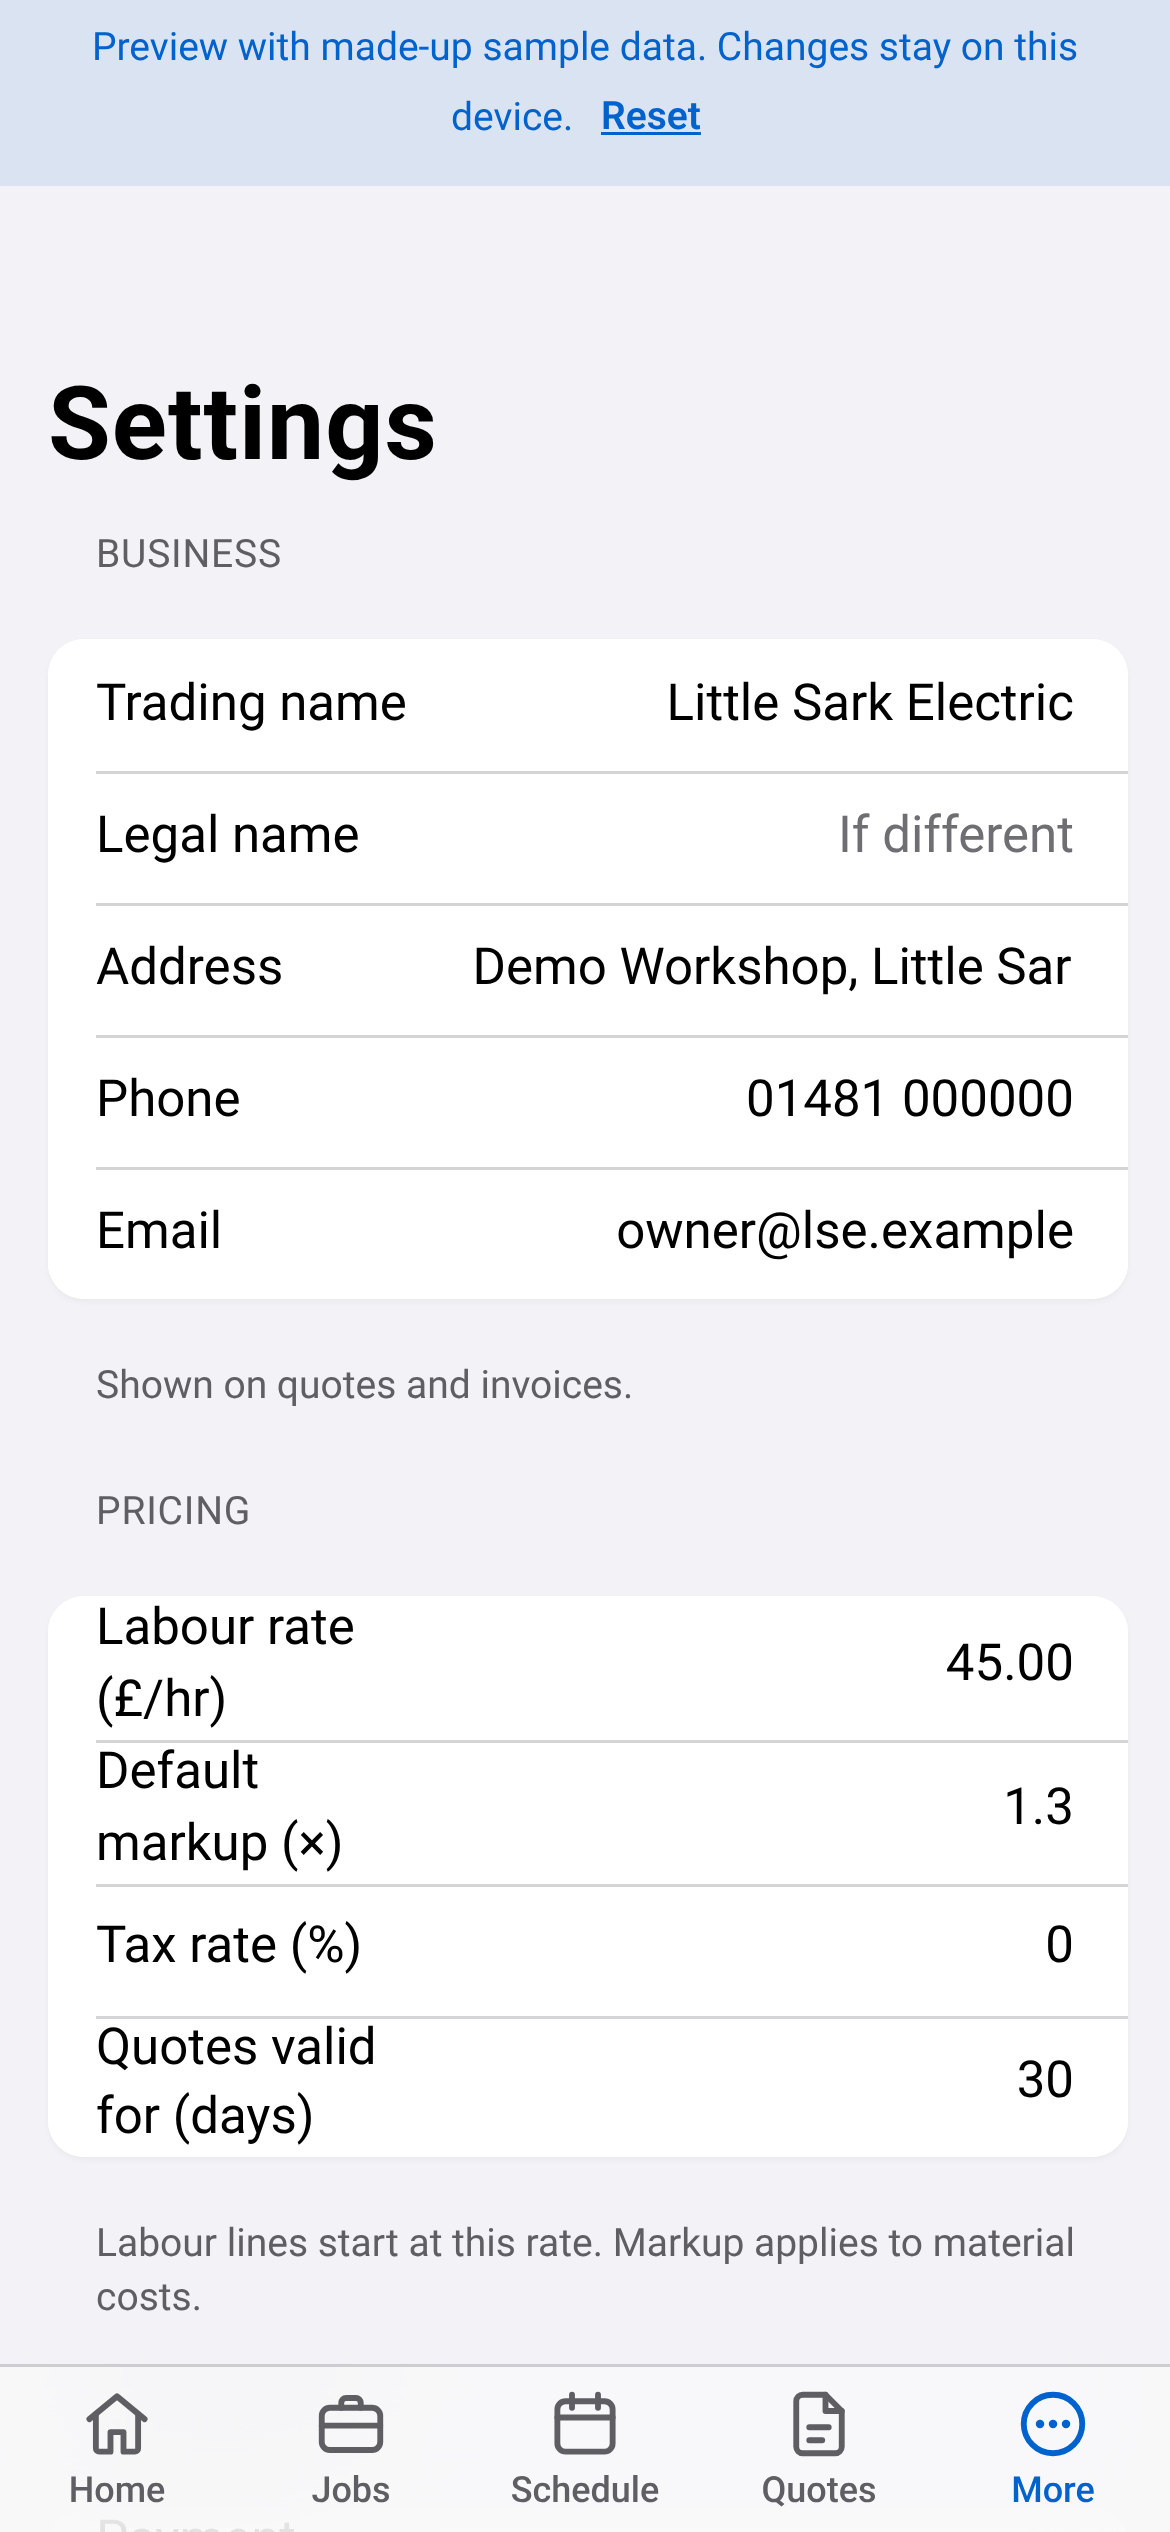 Preview with made-up sample data. Changes stay on this
device. Reset
Settings
BUSINESS
Trading name Little Sark Electric
Legal name If different
Address Demo Workshop, Little Sar
Phone 01481 000000
Email owner@lse.example
Shown on quotes and invoices.
PRICING
Labour rate
(£/hr) 45.00
Default
markup (×) 1.3
Tax rate (%) 0
Quotes valid
for (days) 30
Labour lines start at this rate. Markup applies to material
costs.
Home Jobs Schedule Quotes More
Payment